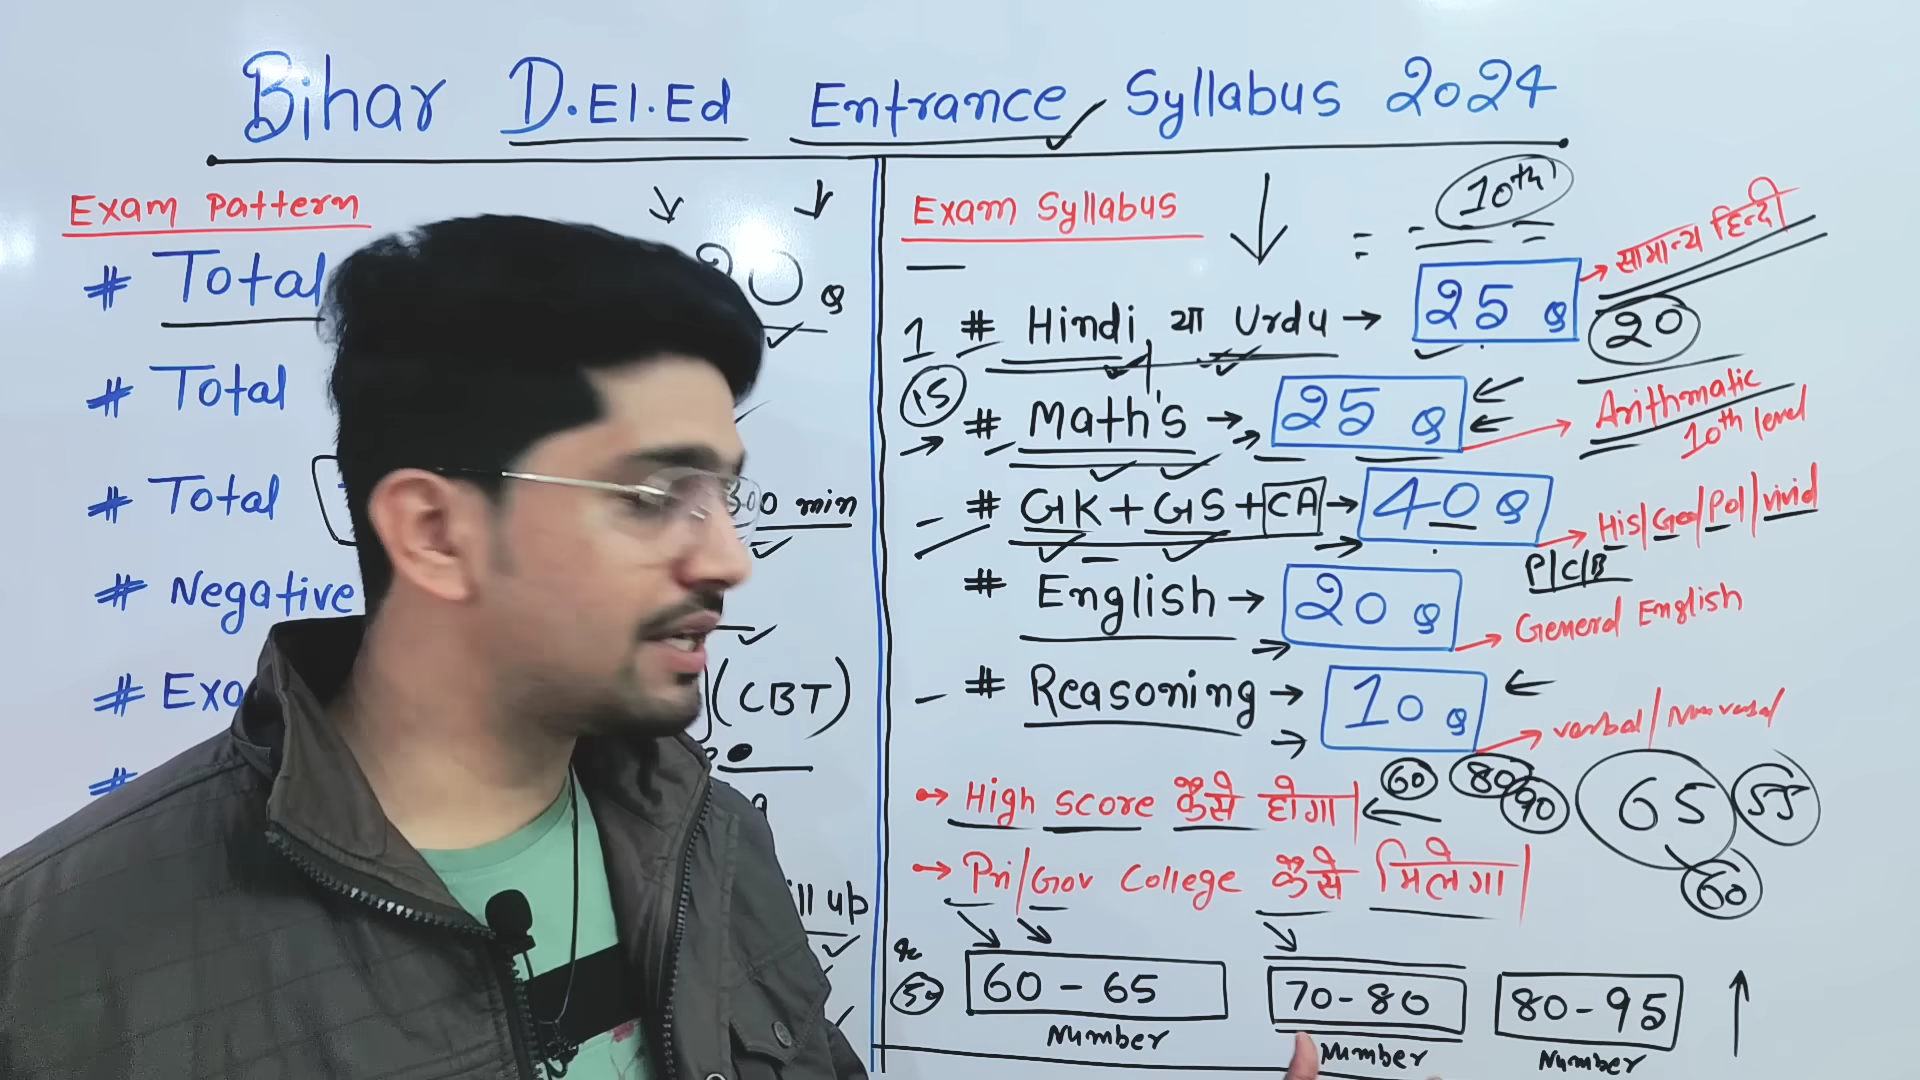 Bihar D.El.Ed Entrance Syllabus 2024
Exam Pattern
# Total
# Total
# Total 300 min
# Negative
# Exa (CBT)
#
ll up
Exam Syllabus
10th
1 # Hindi या Urdu → 25 Q → सामान्य हिन्दी
20
15
# Math's → 25 Q Arithmatic
10th level
# GK + GS + CA → 40 Q → His/Geo/Pol/vivid
P/C/B
# English → 20 Q → General English
# Reasoning → 10 Q → verbal/
→ High score कैसे होगा| 60 80 90 65 55
→ Pri/Gov College कैसे मिलेगा| 60
50 60 - 65 70-80 80-95
Number Number Number